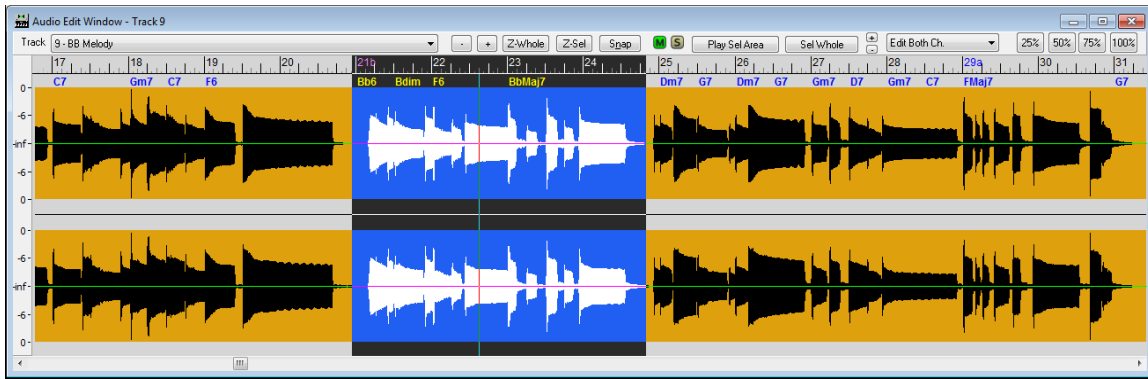 Audio Edit Window - Track 9
Track 9 - BB Melody - + Z-Whole Z-Sel Snap M S Play Sel Area Sel Whole + - Edit Both Ch. 25% 50% 75% 100%
17 18 19 20 21b 22 23 24 25 26 27 28 29a 30 31
C7 Gm7 C7 F6 Bb6 Bdim F6 BbMaj7 Dm7 G7 Dm7 G7 Gm7 D7 Gm7 C7 FMaj7 G7
0-
-6-
-inf-
-6-
0-
0-
-6-
-inf-
-6-
0-